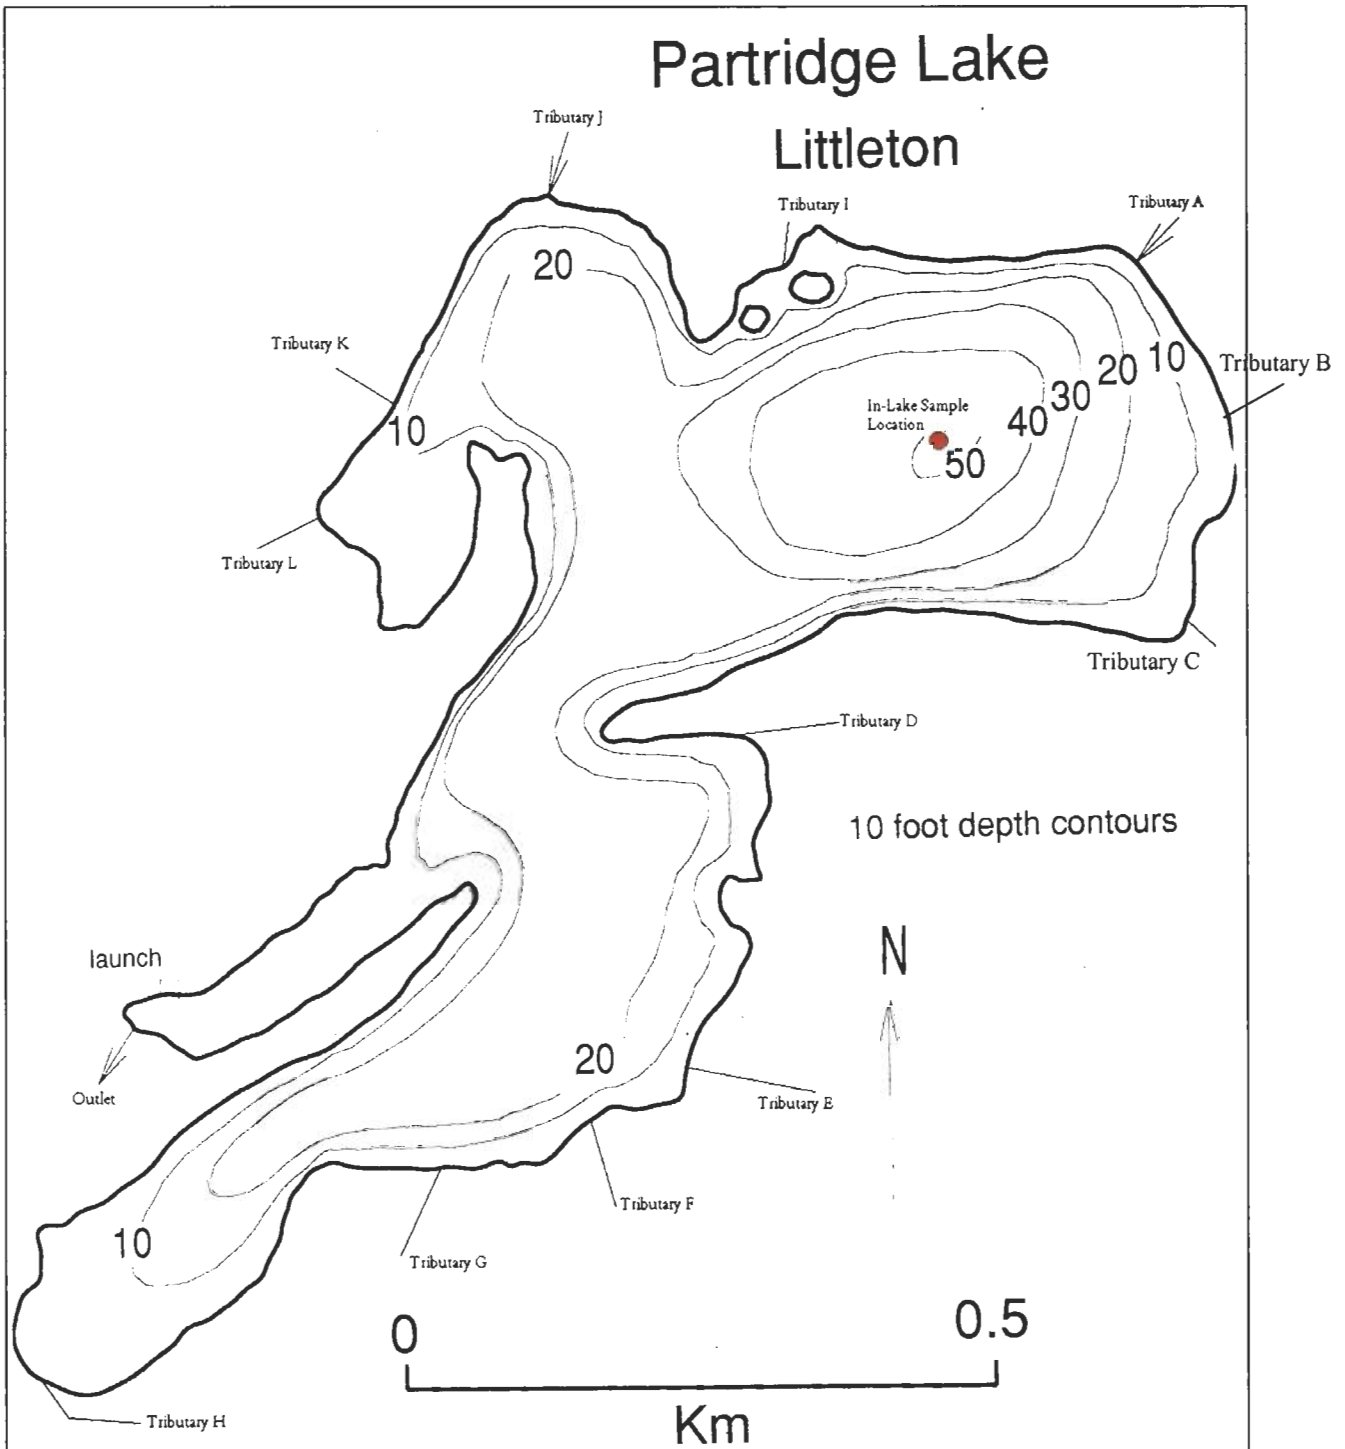 Partridge Lake
Littleton
Tributary J
Tributary I
Tributary A
20
Tributary K
10
Tributary B
20
30
40
In-Lake Sample
Location
10
50
Tributary L
Tributary C
Tributary D
10 foot depth contours
N
launch
Outlet
20
Tributary E
Tributary F
10
Tributary G
0
0.5
Km
Tributary H